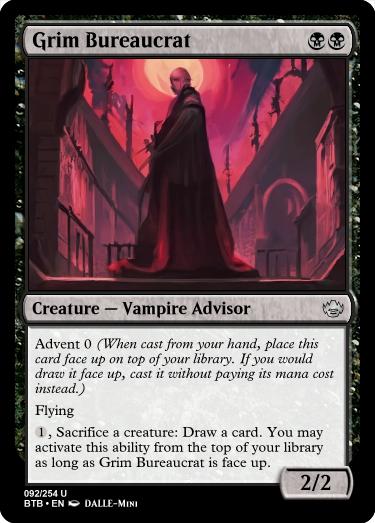 Grim Bureaucrat
Creature — Vampire Advisor
Advent 0 (When cast from your hand, place this
card face up on top of your library. If you would
draw it face up, cast it without paying its mana cost
instead.)
Flying
1, Sacrifice a creature: Draw a card. You may
activate this ability from the top of your library
as long as Grim Bureaucrat is face up.
2/2
092/254 U
BTB • EN DALLE-Mini